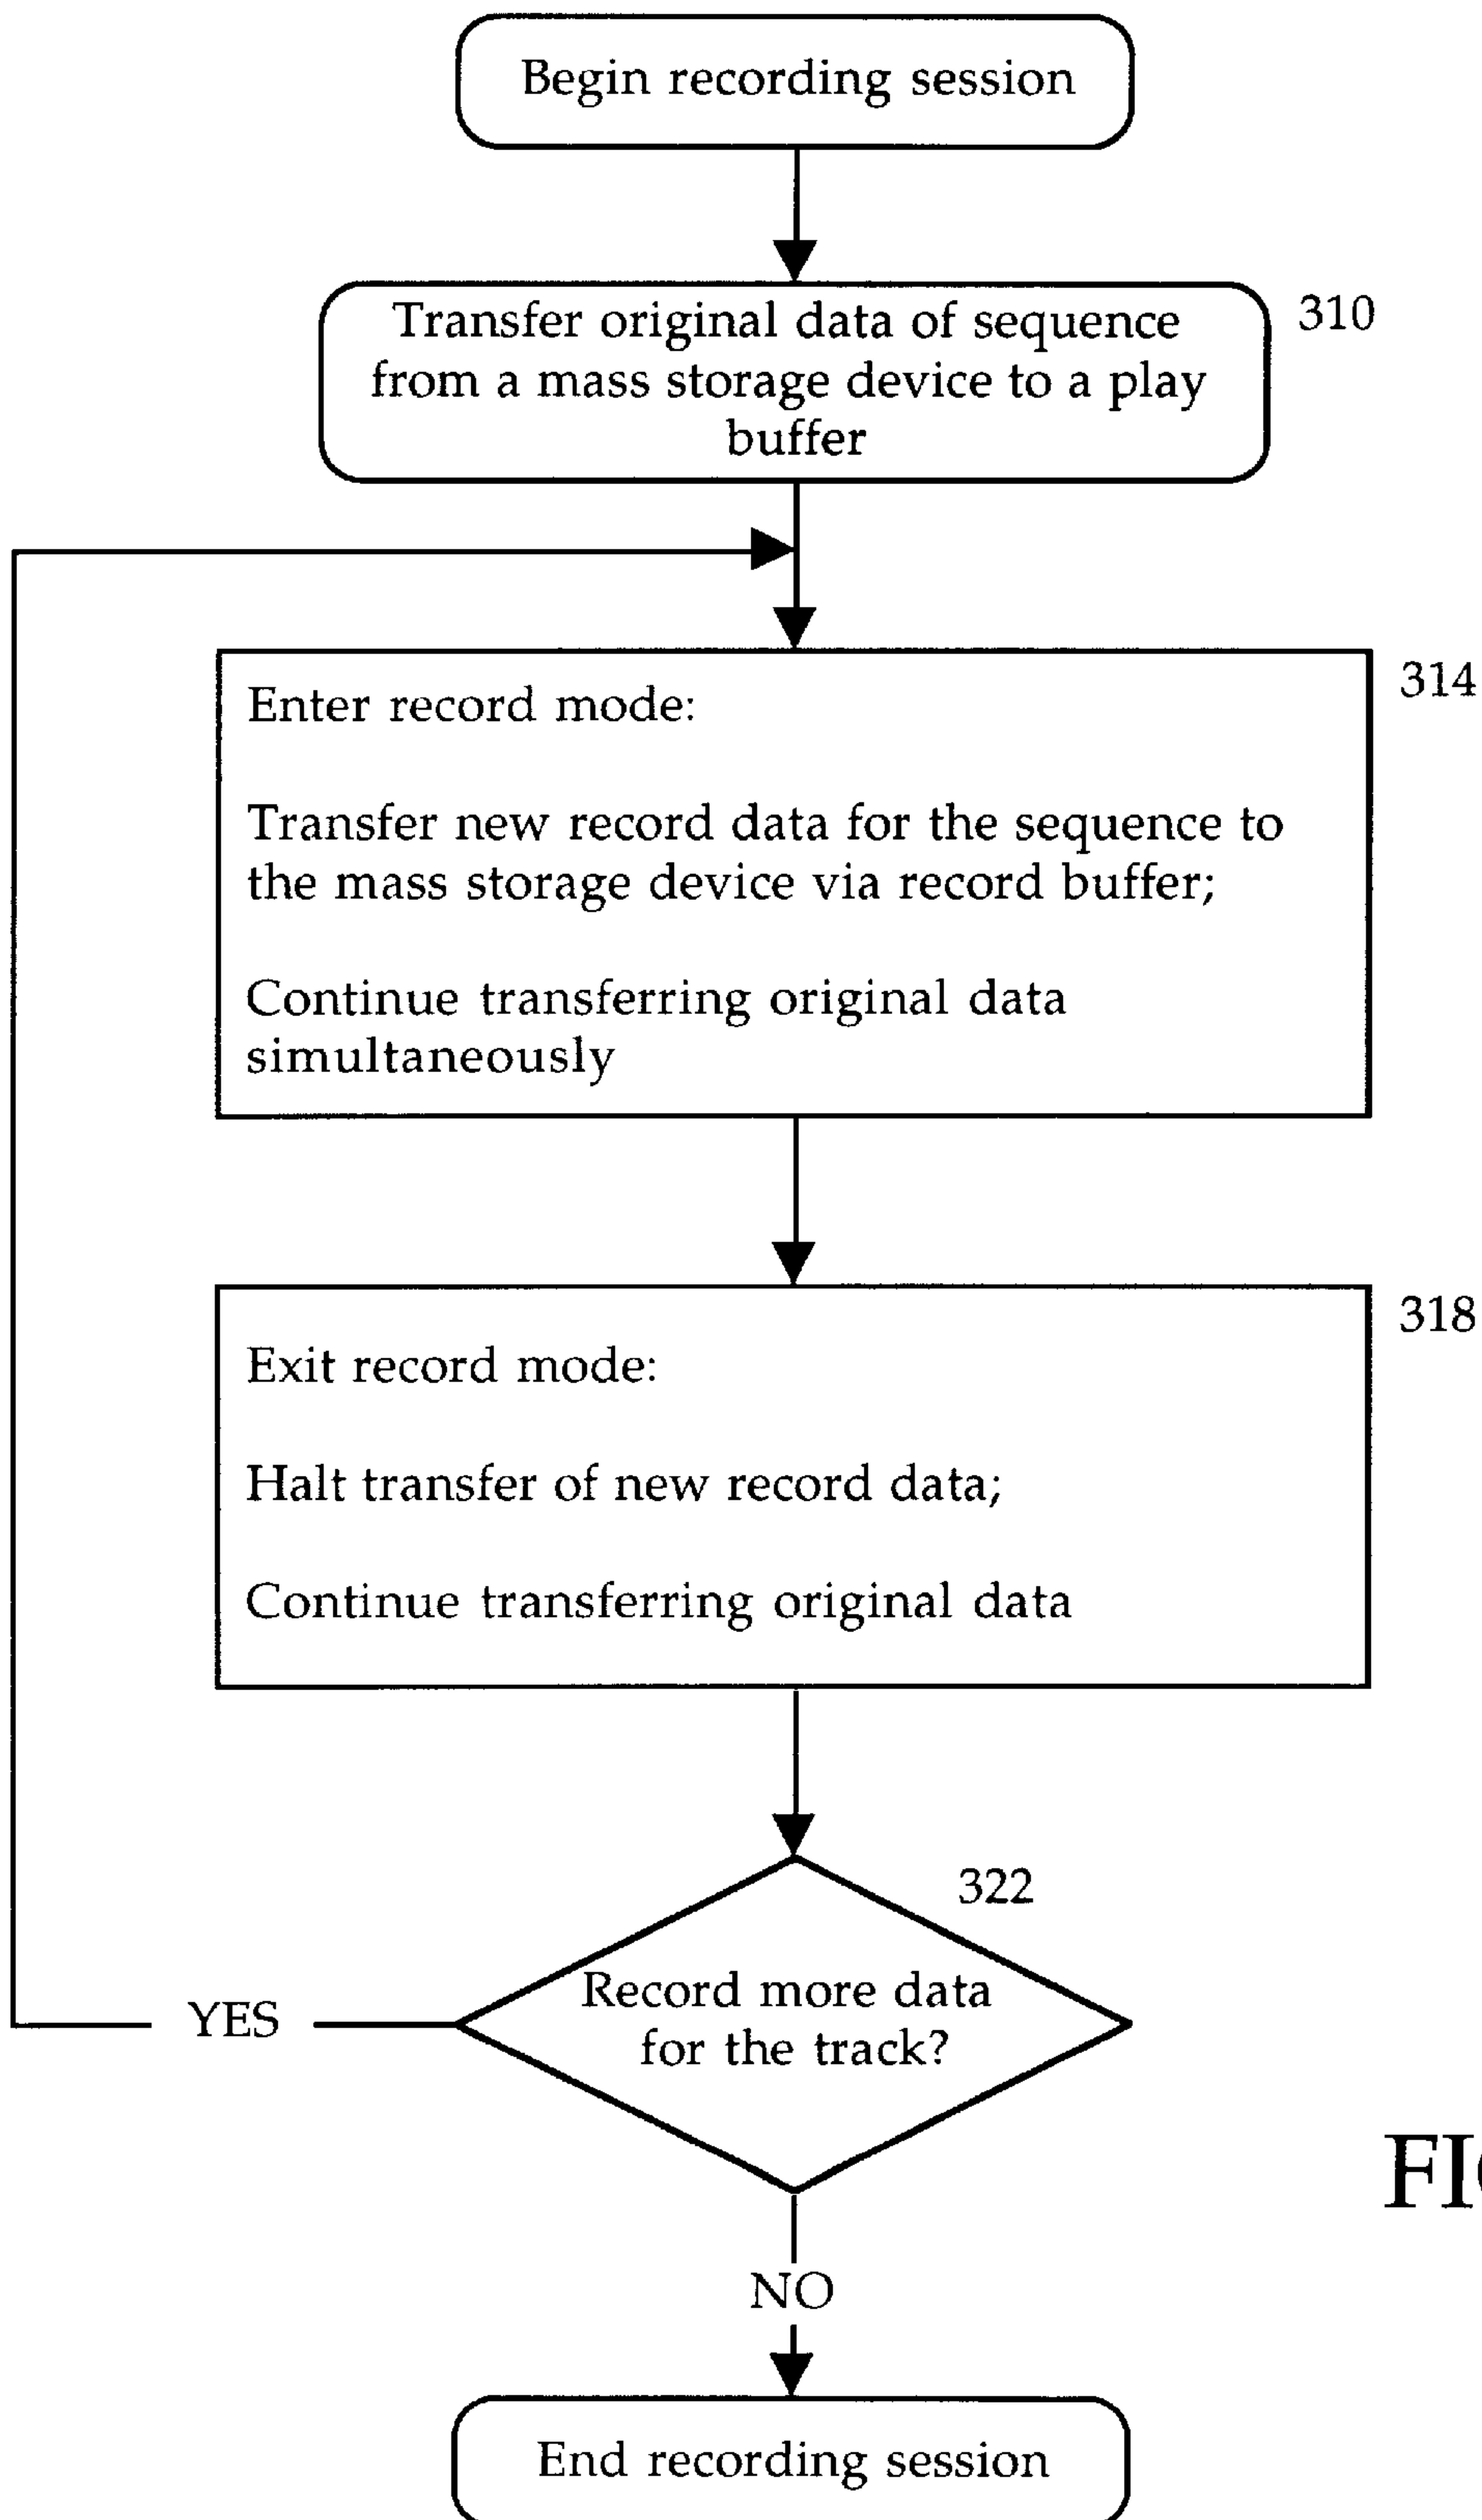 Begin recording session
Transfer original data of sequence
from a mass storage device to a play
buffer
310
Enter record mode:
314
Transfer new record data for the sequence to
the mass storage device via record buffer;
Continue transferring original data
simultaneously
Exit record mode:
318
Halt transfer of new record data;
Continue transferring original data
322
Record more data
for the track?
YES
NO
End recording session